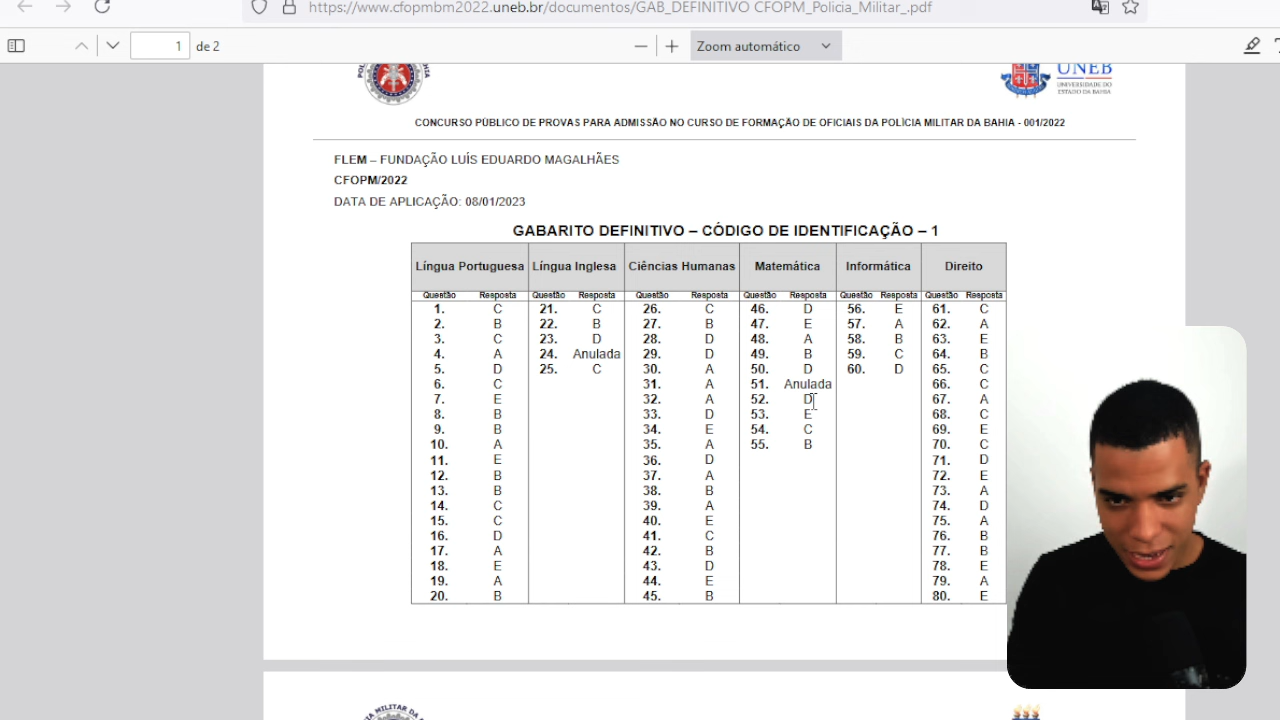 https://www.cfopmbm2022.uneb.br/documentos/GAB_DEFINITIVO CFOPM_Policia_Militar_.pdf
1 de 2
Zoom automático
UNEB
UNIVERSIDADE DO
ESTADO DA BAHIA
CONCURSO PÚBLICO DE PROVAS PARA ADMISSÃO NO CURSO DE FORMAÇÃO DE OFICIAIS DA POLÍCIA MILITAR DA BAHIA - 001/2022
FLEM – FUNDAÇÃO LUÍS EDUARDO MAGALHÃES
CFOPM/2022
DATA DE APLICAÇÃO: 08/01/2023
GABARITO DEFINITIVO – CÓDIGO DE IDENTIFICAÇÃO – 1
Língua Portuguesa Língua Inglesa Ciências Humanas Matemática Informática Direito
Questão Resposta Questão Resposta Questão Resposta Questão Resposta Questão Resposta Questão Resposta
1. C 21. C 26. C 46. D 56. E 61. C
2. B 22. B 27. B 47. E 57. A 62. A
3. C 23. D 28. D 48. A 58. B 63. E
4. A 24. Anulada 29. D 49. B 59. C 64. B
5. D 25. C 30. A 50. D 60. D 65. C
6. C 31. A 51. Anulada 66. C
7. E 32. A 52. D 67. A
8. B 33. D 53. E 68. C
9. B 34. E 54. C 69. E
10. A 35. A 55. B 70. C
11. E 36. D 71. D
12. B 37. A 72. E
13. B 38. B 73. A
14. C 39. A 74. D
15. C 40. E 75. A
16. D 41. C 76. B
17. A 42. B 77. B
18. E 43. D 78. E
19. A 44. E 79. A
20. B 45. B 80. E